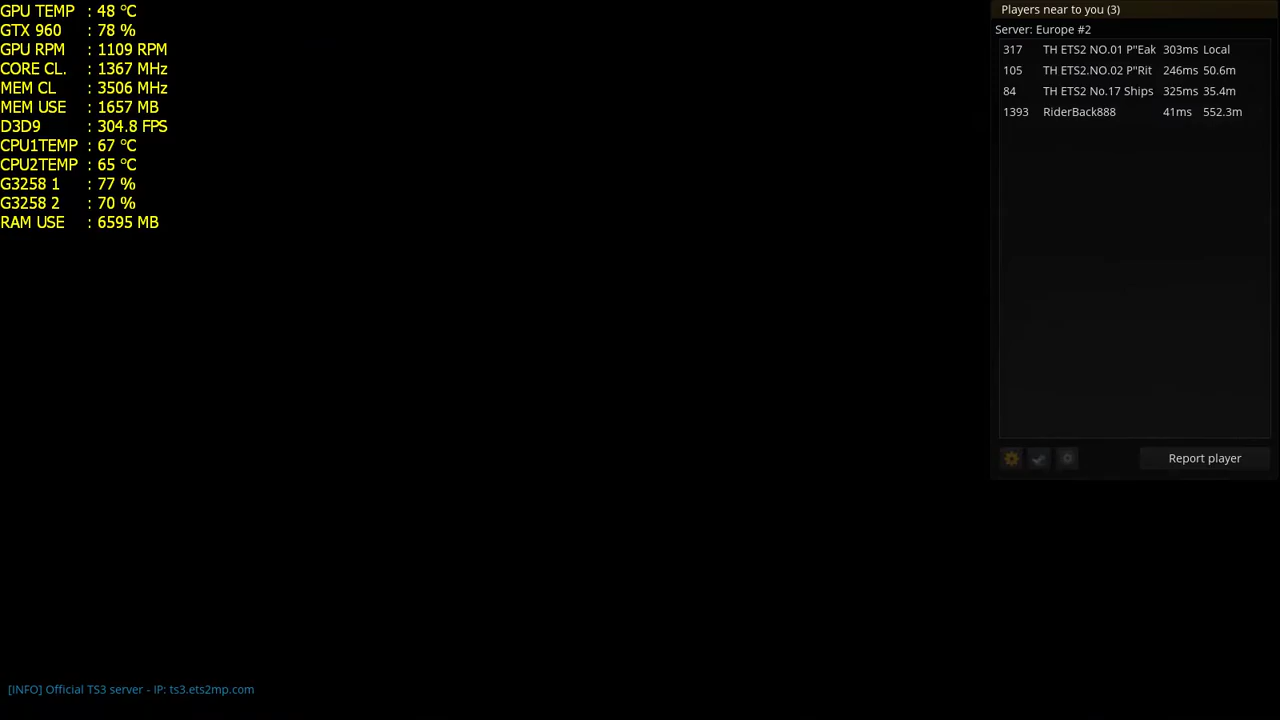 GPU TEMP : 48 °C
GTX 960 : 78 %
GPU RPM : 1109 RPM
CORE CL. : 1367 MHz
MEM CL : 3506 MHz
MEM USE : 1657 MB
D3D9 : 304.8 FPS
CPU1TEMP : 67 °C
CPU2TEMP : 65 °C
G3258 1 : 77 %
G3258 2 : 70 %
RAM USE : 6595 MB
Players near to you (3)
Server: Europe #2
317 TH ETS2 NO.01 P"Eak 303ms Local
105 TH ETS2.NO.02 P"Rit 246ms 50.6m
84 TH ETS2 No.17 Ships 325ms 35.4m
1393 RiderBack888 41ms 552.3m
Report player
[INFO] Official TS3 server - IP: ts3.ets2mp.com